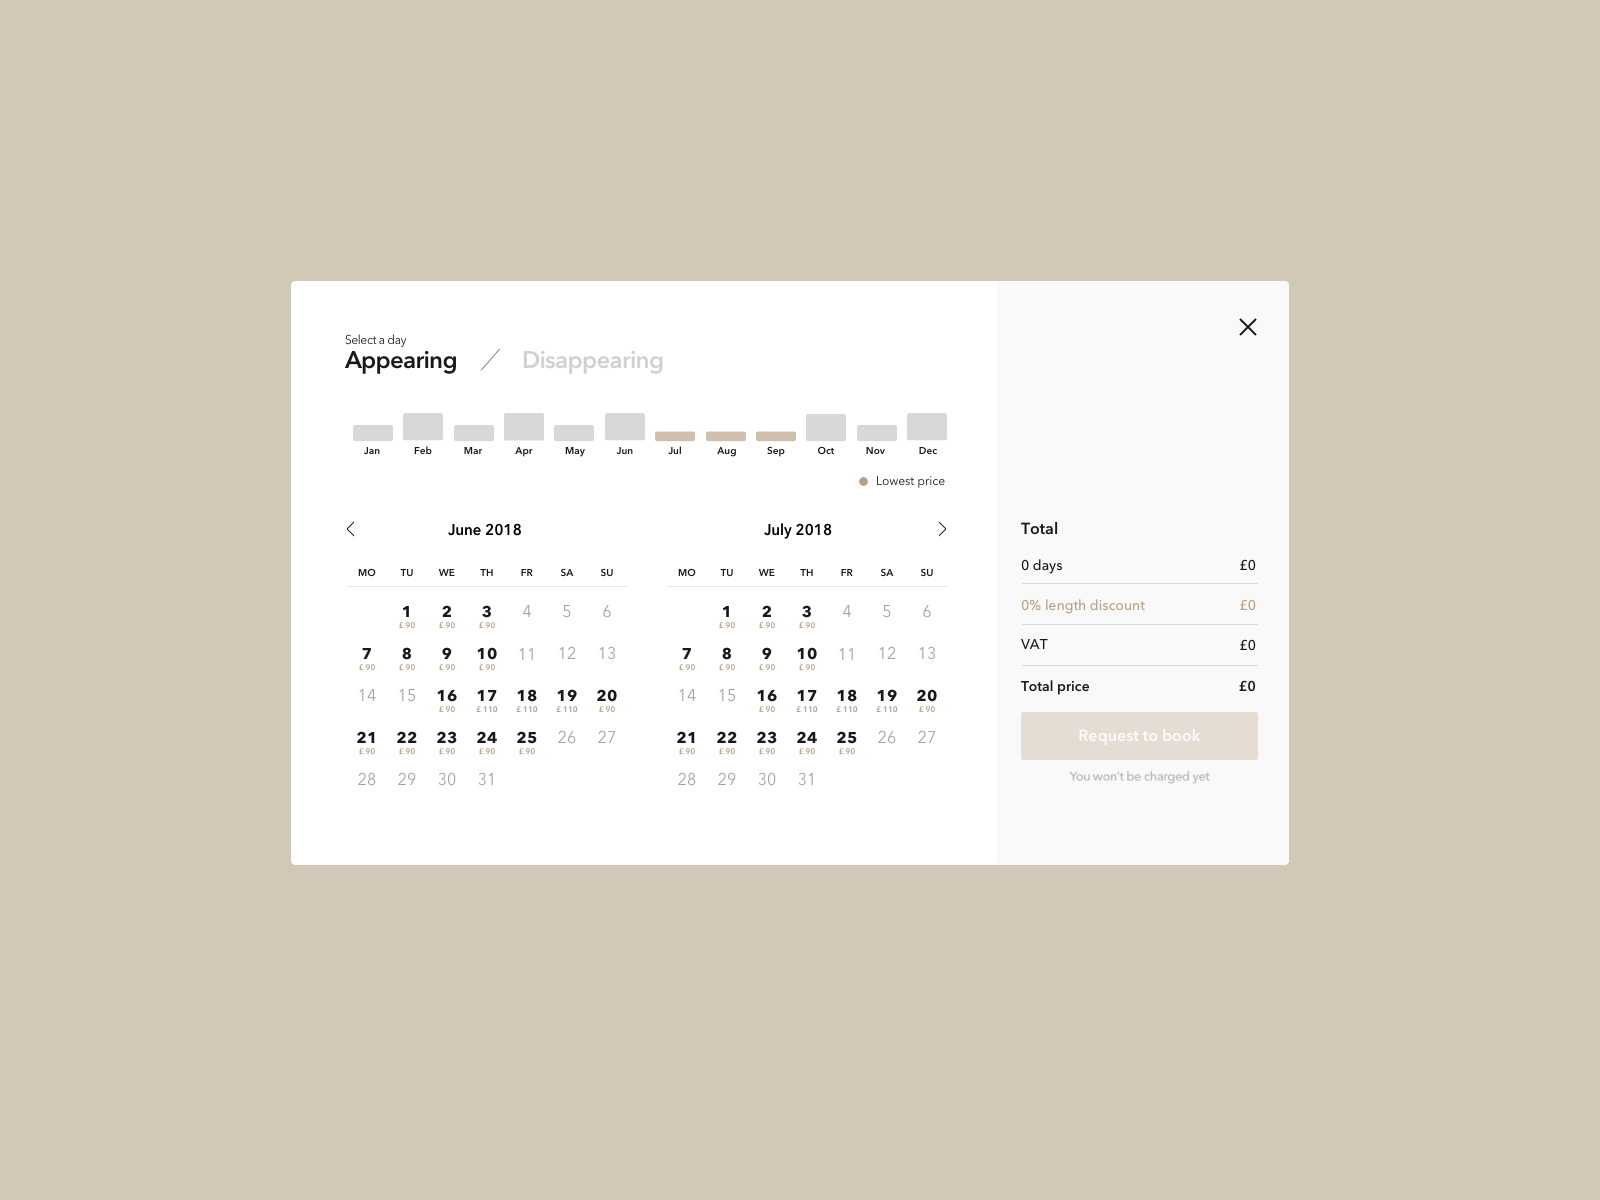 Select a day
Appearing / Disappearing
Jan Feb Mar Apr May Jun Jul Aug Sep Oct Nov Dec
Lowest price
June 2018
MO TU WE TH FR SA SU
1 2 3 4 5 6
£ 90 £ 90 £ 90
7 8 9 10 11 12 13
£ 90 £ 90 £ 90 £ 90
14 15 16 17 18 19 20
£ 90 £ 110 £ 110 £ 110 £ 90
21 22 23 24 25 26 27
£ 90 £ 90 £ 90 £ 90 £ 90
28 29 30 31
July 2018
MO TU WE TH FR SA SU
1 2 3 4 5 6
£ 90 £ 90 £ 90
7 8 9 10 11 12 13
£ 90 £ 90 £ 90 £ 90
14 15 16 17 18 19 20
£ 90 £ 110 £ 110 £ 110 £ 90
21 22 23 24 25 26 27
£ 90 £ 90 £ 90 £ 90 £ 90
28 29 30 31
Total
0 days £0
0% length discount £0
VAT £0
Total price £0
Request to book
You won't be charged yet